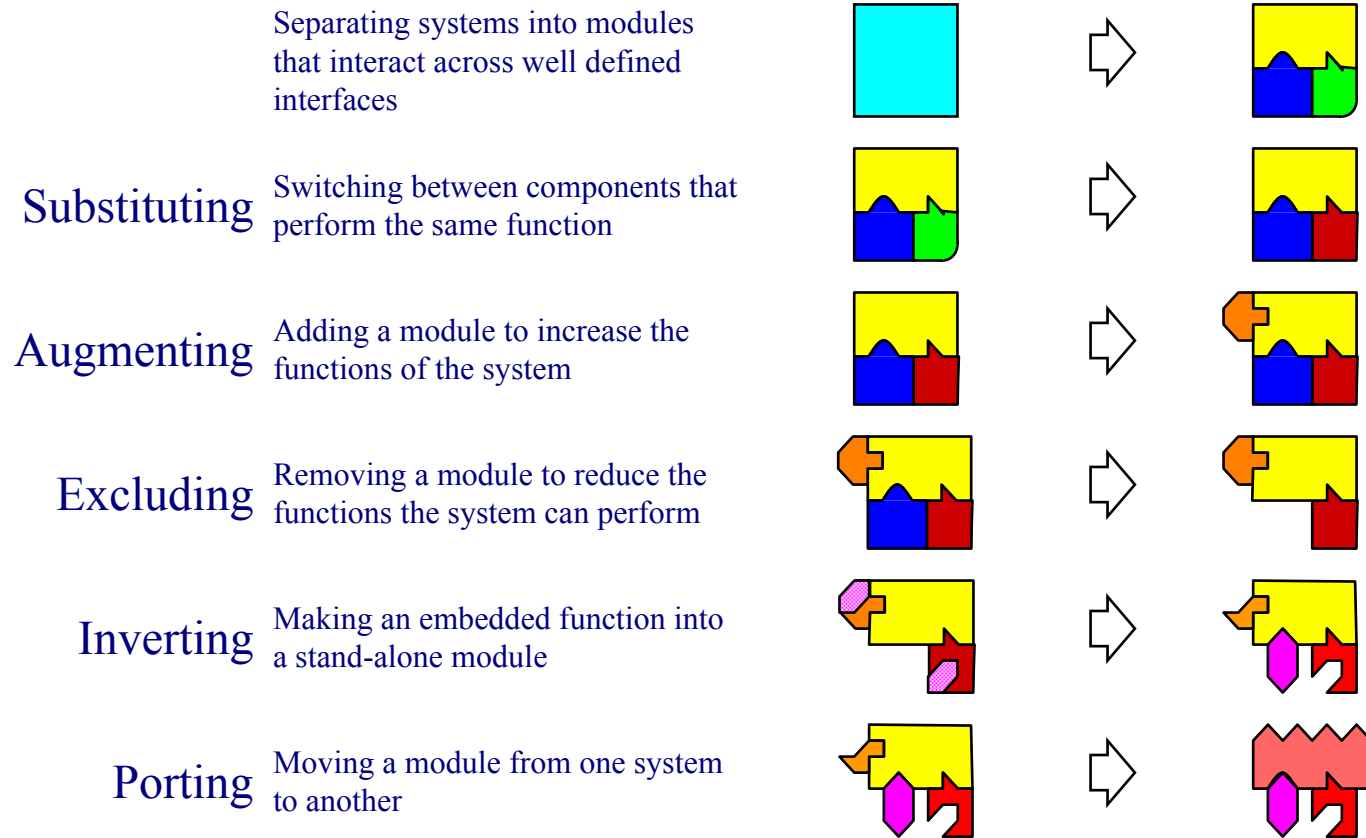 Separating systems into modules
that interact across well defined
interfaces
Substituting
Switching between components that
perform the same function
Augmenting
Adding a module to increase the
functions of the system
Excluding
Removing a module to reduce the
functions the system can perform
Inverting
Making an embedded function into
a stand-alone module
Porting
Moving a module from one system
to another